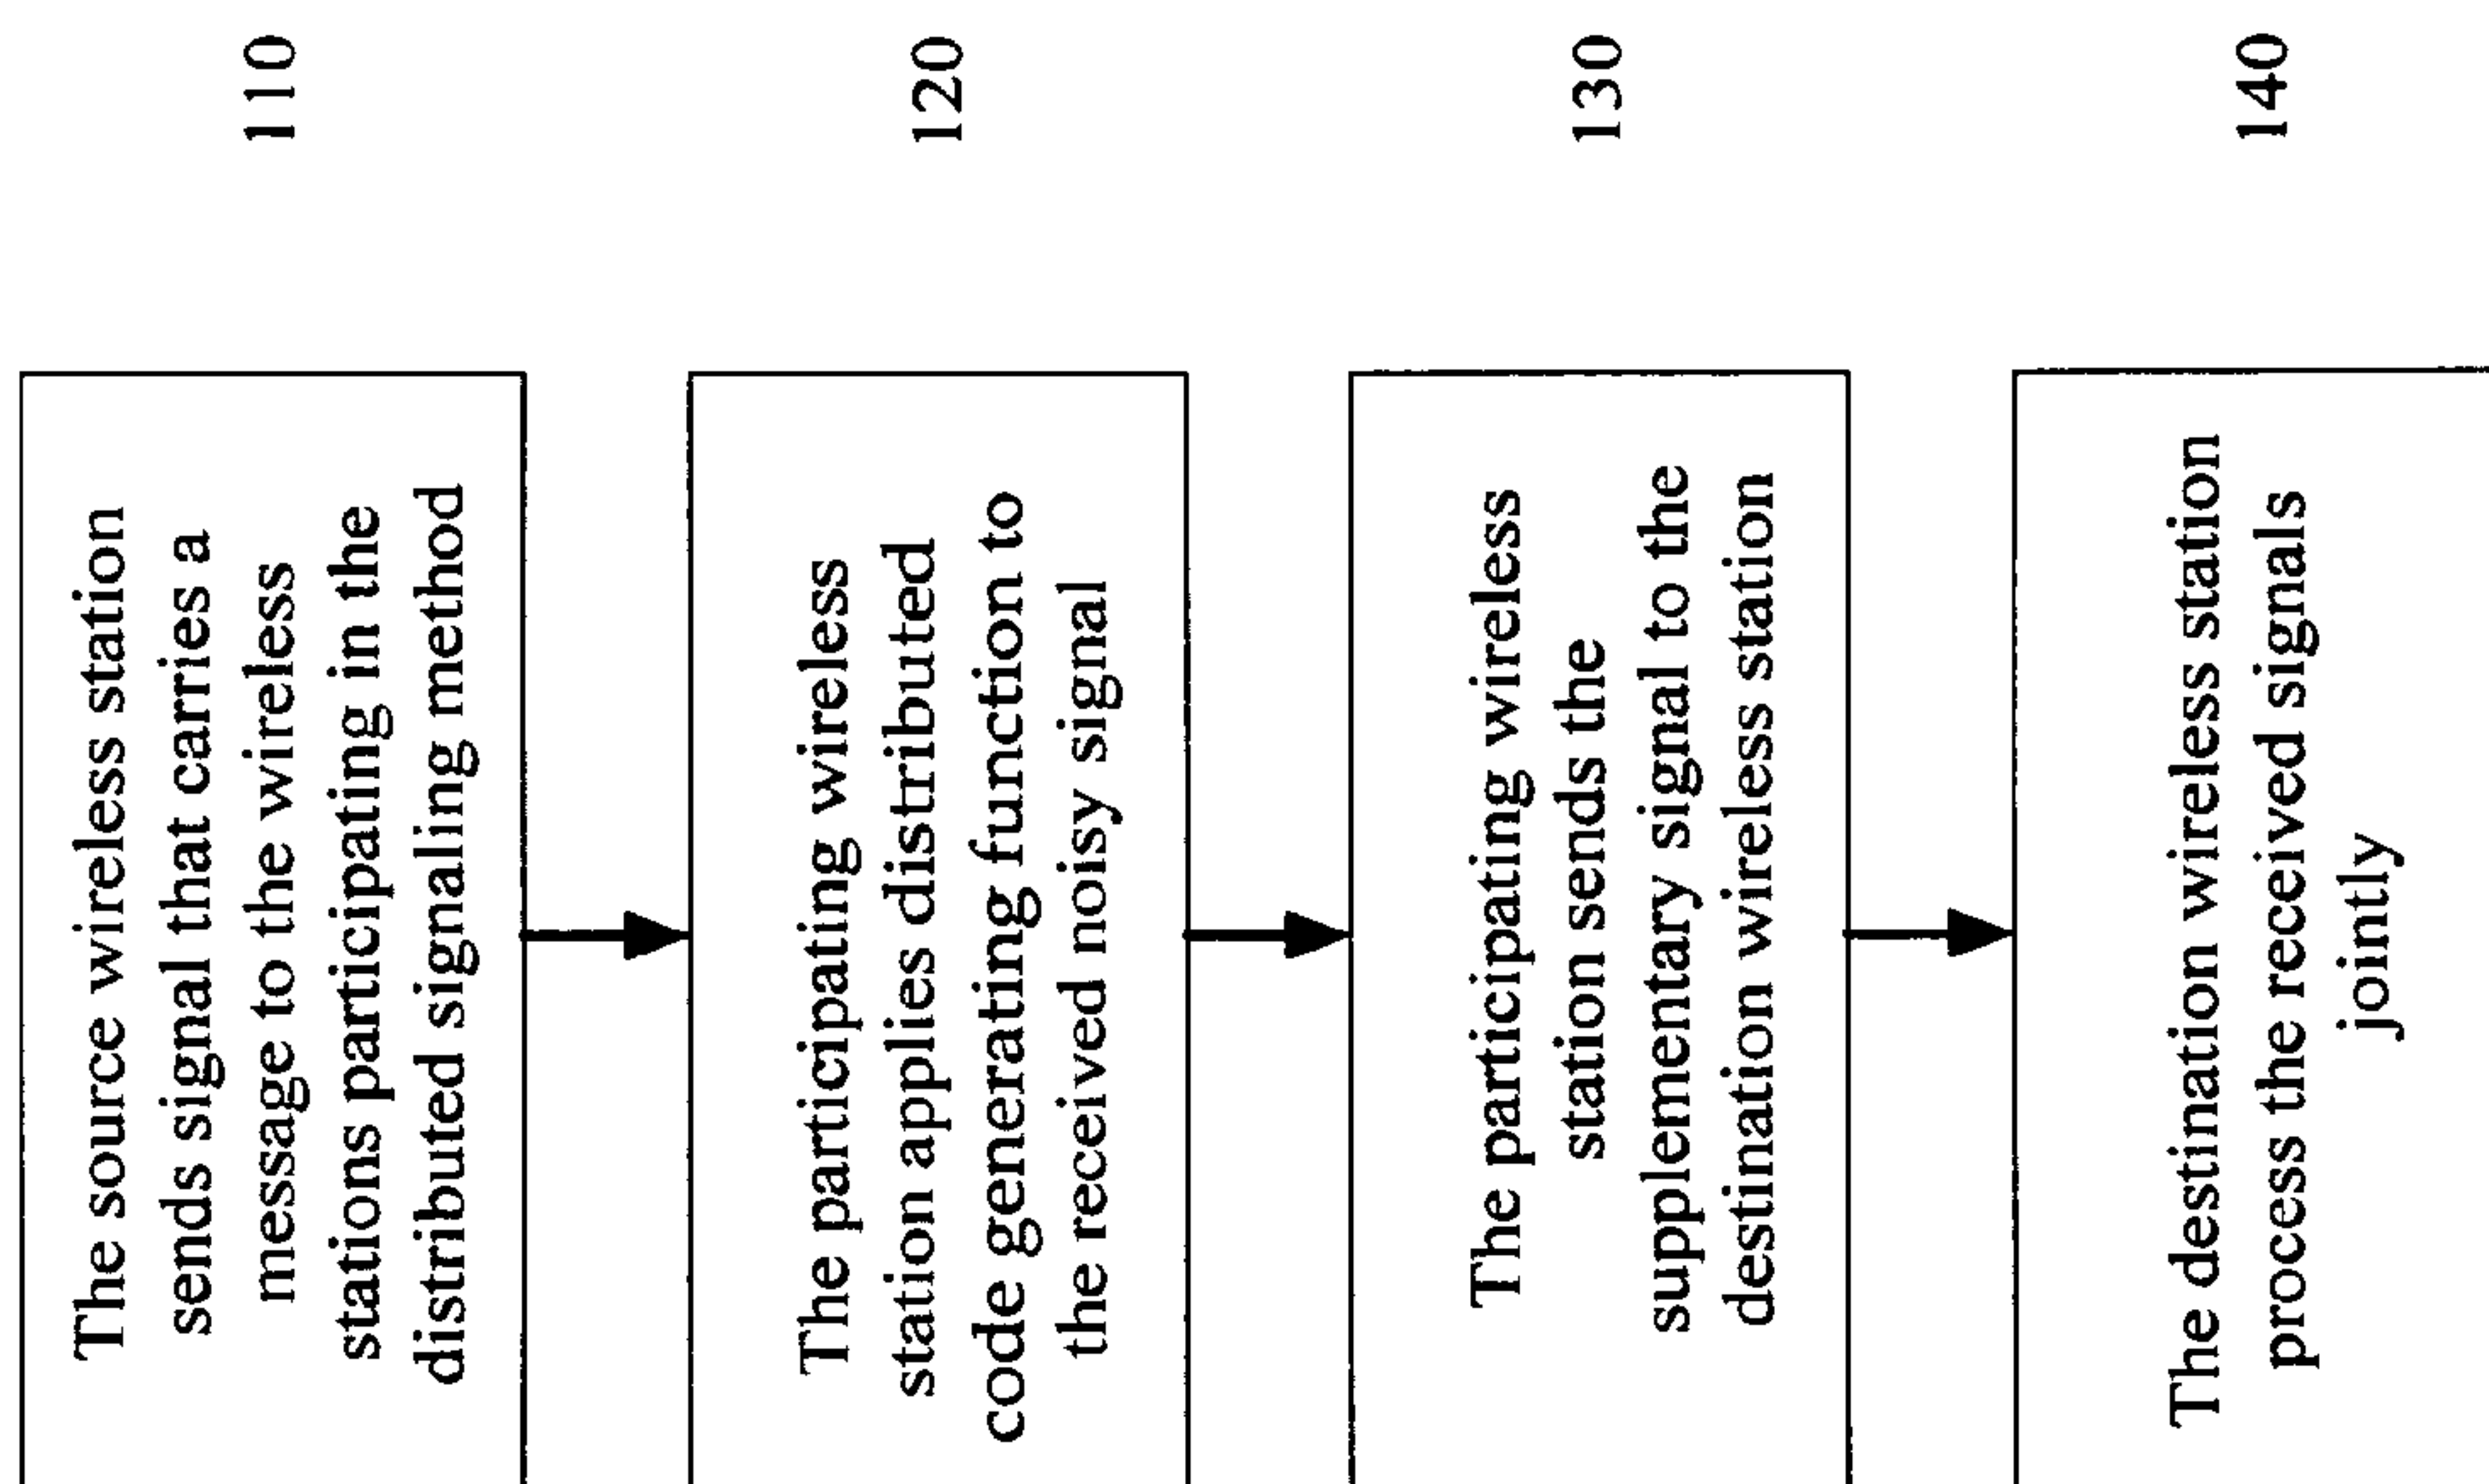 The source wireless station
sends signal that carries a
message to the wireless
stations participating in the
distributed signaling method
110
The participating wireless
station applies distributed
code generating function to
the received noisy signal
120
The participating wireless
station sends the
supplementary signal to the
destination wireless station
130
The destination wireless station
process the received signals
jointly
140